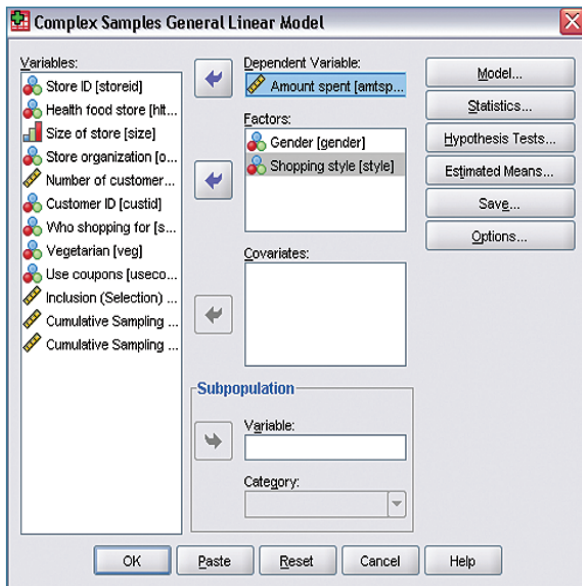 Complex Samples General Linear Model
Variables:
Store ID [storeid]
Health food store [hlt...
Size of store [size]
Store organization [o...
Number of customer...
Customer ID [custid]
Who shopping for [s...
Vegetarian [veg]
Use coupons [useco...
Inclusion (Selection) ...
Cumulative Sampling ...
Cumulative Sampling ...
Dependent Variable:
Amount spent [amtsp...
Factors:
Gender [gender]
Shopping style [style]
Covariates:
Subpopulation
Variable:
Category:
Model...
Statistics...
Hypothesis Tests...
Estimated Means...
Save...
Options...
OK
Paste
Reset
Cancel
Help